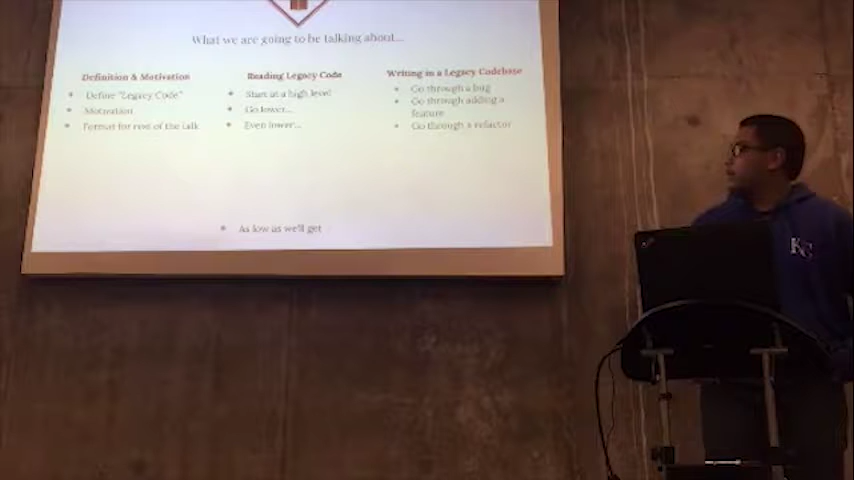 What we are going to be talking about...
Definition & Motivation
Define "Legacy Code"
Motivation
Format for rest of the talk
Reading Legacy Code
Start at a high level
Go lower...
Even lower...
As low as we'll get
Writing in a Legacy Codebase
Go through a bug
Go through adding a
feature
Go through a refactor
KC